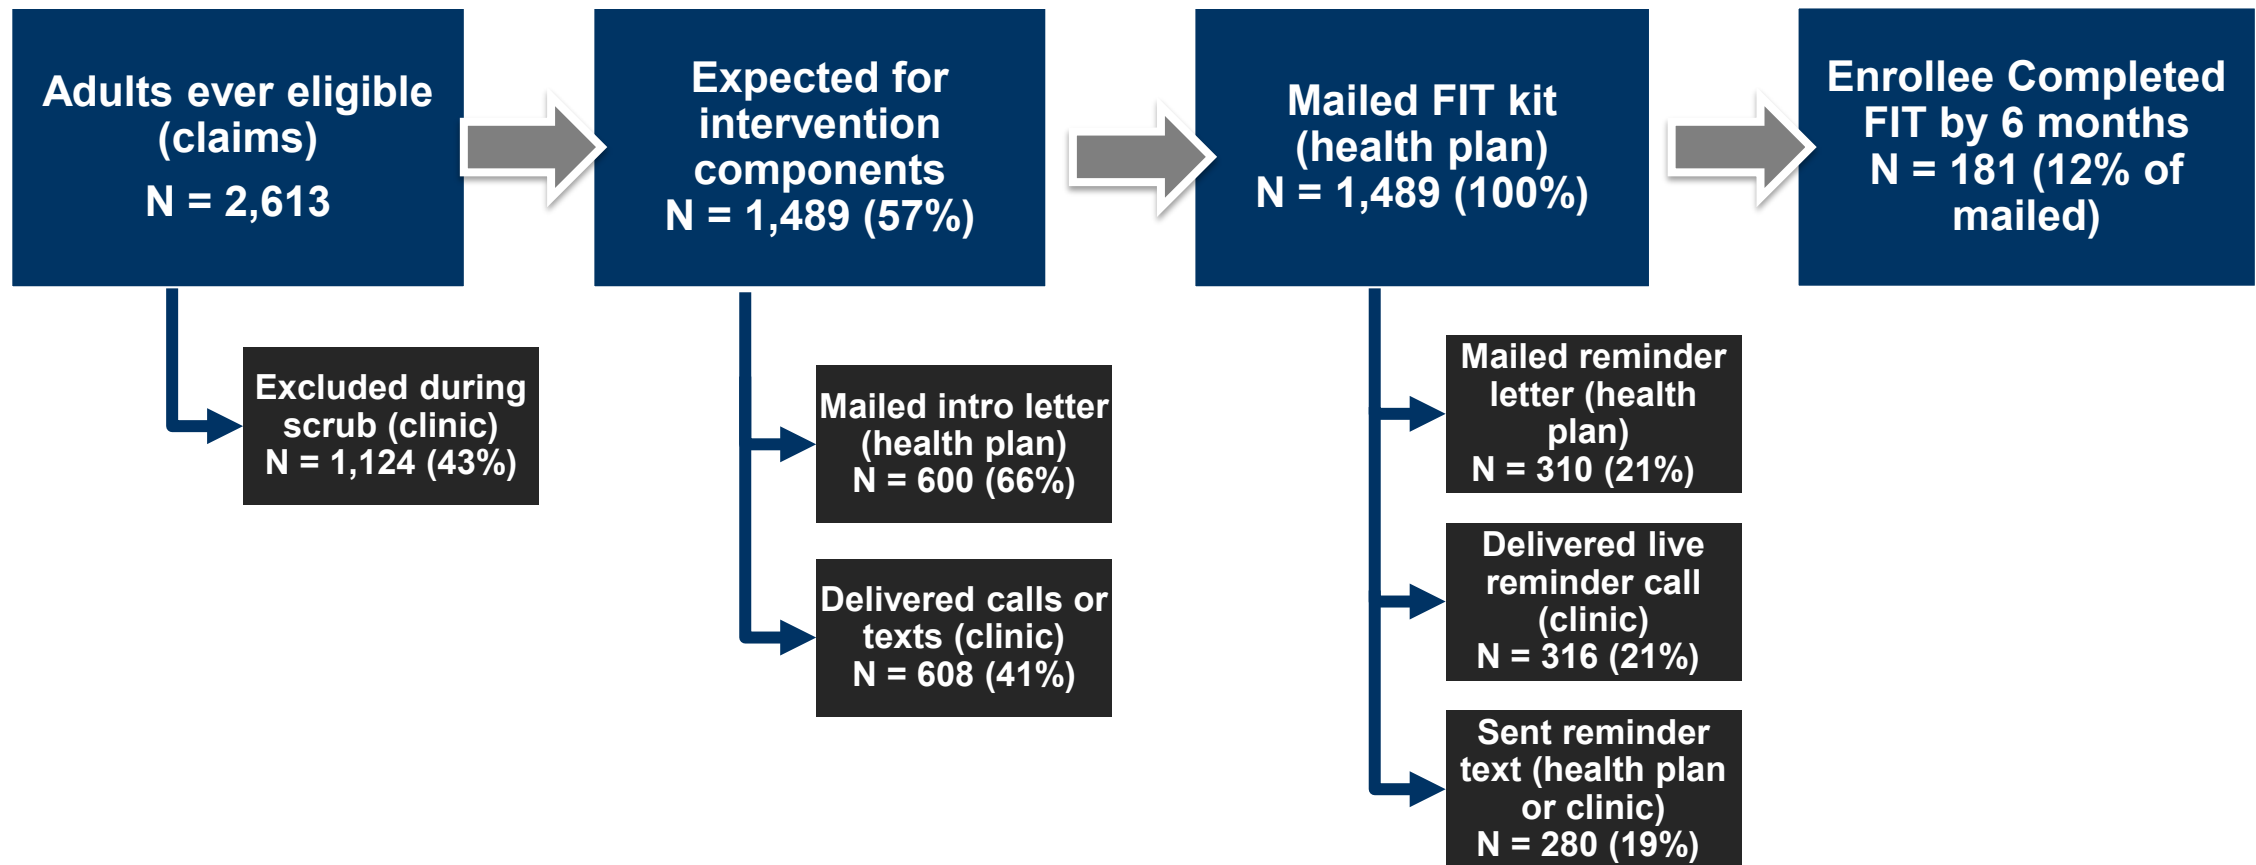 Adults ever eligible
(claims)
N = 2,613
Expected for
intervention
components
N = 1,489 (57%)
Mailed FIT kit
(health plan)
N = 1,489 (100%)
Enrollee Completed
FIT by 6 months
N = 181 (12% of
mailed)
Excluded during
scrub (clinic)
N = 1,124 (43%)
Mailed intro letter
(health plan)
N = 600 (66%)
Delivered calls or
texts (clinic)
N = 608 (41%)
Mailed reminder
letter (health
plan)
N = 310 (21%)
Delivered live
reminder call
(clinic)
N = 316 (21%)
Sent reminder
text (health plan
or clinic)
N = 280 (19%)